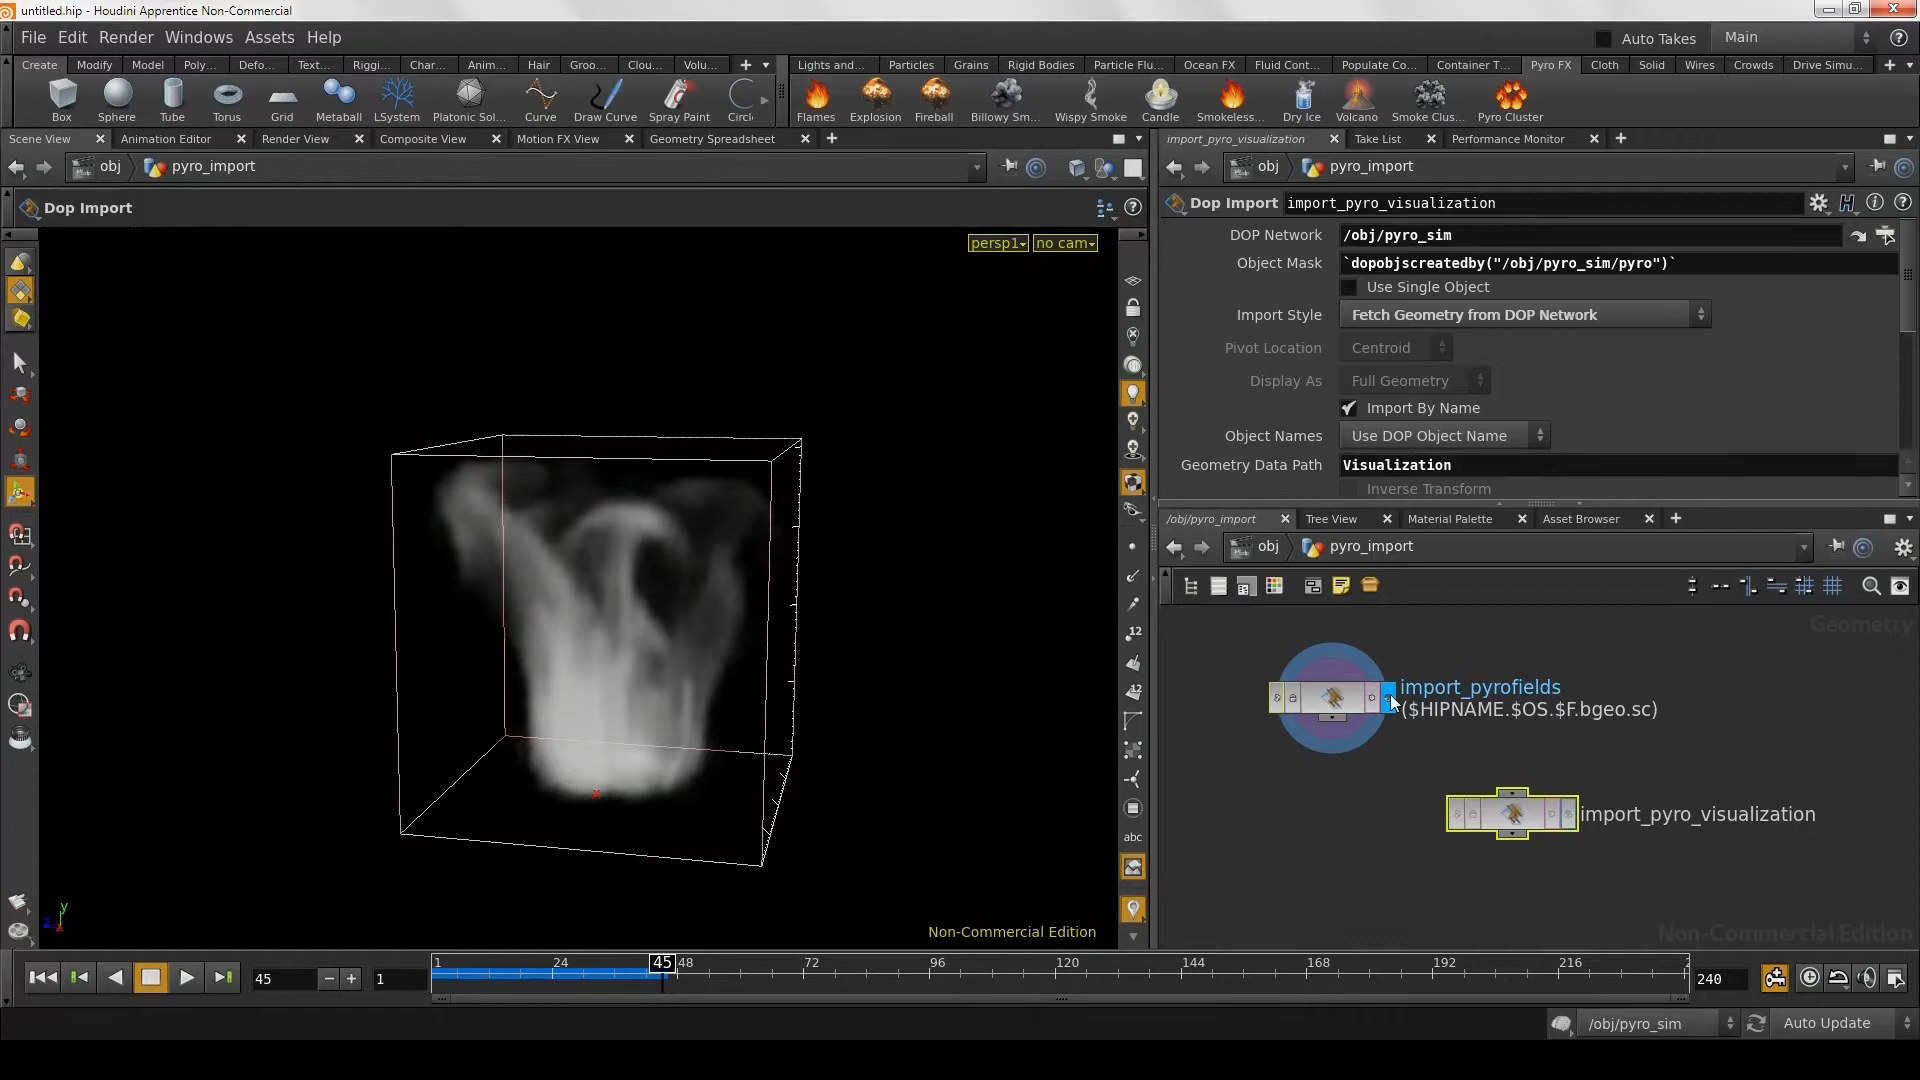 untitled.hip - Houdini Apprentice Non-Commercial
File Edit Render Windows Assets Help
Auto Takes Main
Create Modify Model Poly... Defo... Text... Riggi... Char... Anim... Hair Groo... Clou... Volu...
Lights and... Particles Grains Rigid Bodies Particle Flu... Ocean FX Fluid Cont... Populate Co... Container T... Pyro FX Cloth Solid Wires Crowds Drive Simu...
Box Sphere Tube Torus Grid Metaball LSystem Platonic Sol... Curve Draw Curve Spray Paint Circl
Flames Explosion Fireball Billowy Sm... Wispy Smoke Candle Smokeless... Dry Ice Volcano Smoke Clus... Pyro Cluster
Scene View Animation Editor Render View Composite View Motion FX View Geometry Spreadsheet
import_pyro_visualization Take List Performance Monitor
obj pyro_import
obj pyro_import
Dop Import
Dop Import import_pyro_visualization
persp1 no cam
DOP Network /obj/pyro_sim
Object Mask `dopobjscreatedby("/obj/pyro_sim/pyro")`
Use Single Object
Import Style Fetch Geometry from DOP Network
Pivot Location Centroid
Display As Full Geometry
Import By Name
Object Names Use DOP Object Name
Geometry Data Path Visualization
Inverse Transform
/obj/pyro_import Tree View Material Palette Asset Browser
obj pyro_import
Geometry
12
12
abc
import_pyrofields
($HIPNAME.$OS.$F.bgeo.sc)
import_pyro_visualization
y
z x
Non-Commercial Edition
Non-Commercial Edition
45 1
1 24 45 48 72 96 120 144 168 192 216 2
240
/obj/pyro_sim Auto Update